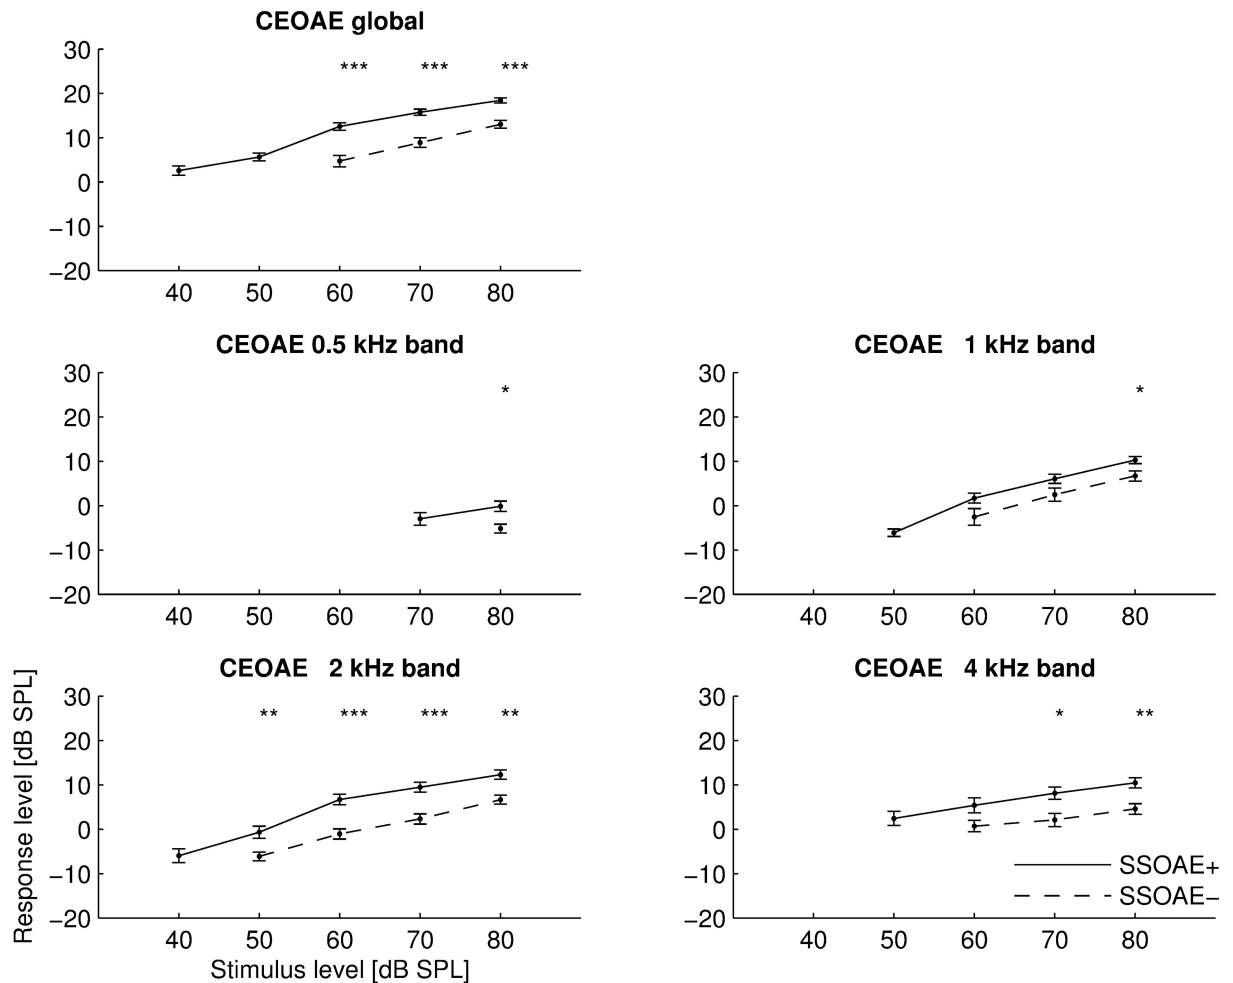 CEOAE global
30
20
10
0
−10
−20
*** *** ***
40 50 60 70 80
CEOAE 0.5 kHz band
30
20
10
0
−10
−20
*
40 50 60 70 80
CEOAE 1 kHz band
30
20
10
0
−10
−20
*
40 50 60 70 80
CEOAE 2 kHz band
30
20
10
0
−10
−20
** *** *** **
40 50 60 70 80
Response level [dB SPL]
Stimulus level [dB SPL]
CEOAE 4 kHz band
30
20
10
0
−10
−20
* **
SSOAE+
SSOAE−
40 50 60 70 80